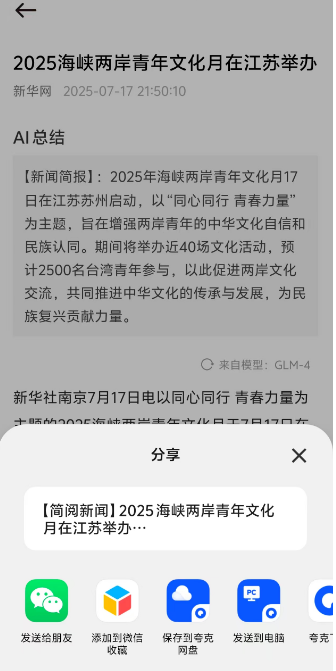 2025海峡两岸青年文化月在江苏举办
新华网 2025-07-17 21:50:10
AI总结
【新闻简报】：2025年海峡两岸青年文化月17
日在江苏苏州启动，以“同心同行 青春力量”
为主题，旨在增强两岸青年的中华文化自信和
民族认同。期间将举办近40场文化活动，预
计2500名台湾青年参与，以此促进两岸文化
交流，共同推进中华文化的传承与发展，为民
族复兴贡献力量。
来自模型：GLM-4
新华社南京7月17日电以同心同行 青春力量为
主题的2025海峡两岸青年文化月于7月17日在
分享
【简阅新闻】2025海峡两岸青年文化
月在江苏举办…
发送给朋友
添加到微信
收藏
保存到夸克
网盘
发送到电脑
夸克
PC